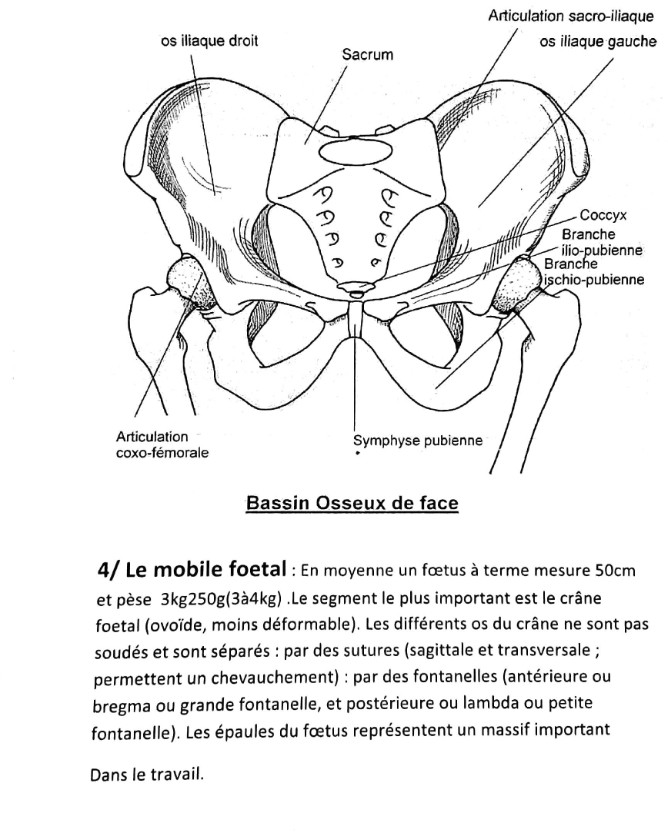 Articulation sacro-iliaque
os iliaque droit
os iliaque gauche
Sacrum
Coccyx
Branche
ilio-pubienne
Branche
ischio-pubienne
Articulation
coxo-fémorale
Symphyse pubienne
Bassin Osseux de face
4/ Le mobile foetal : En moyenne un fœtus à terme mesure 50cm
et pèse 3kg250g(3à4kg) .Le segment le plus important est le crâne
foetal (ovoïde, moins déformable). Les différents os du crâne ne sont pas
soudés et sont séparés : par des sutures (sagittale et transversale ;
permettent un chevauchement) : par des fontanelles (antérieure ou
bregma ou grande fontanelle, et postérieure ou lambda ou petite
fontanelle). Les épaules du fœtus représentent un massif important
Dans le travail.